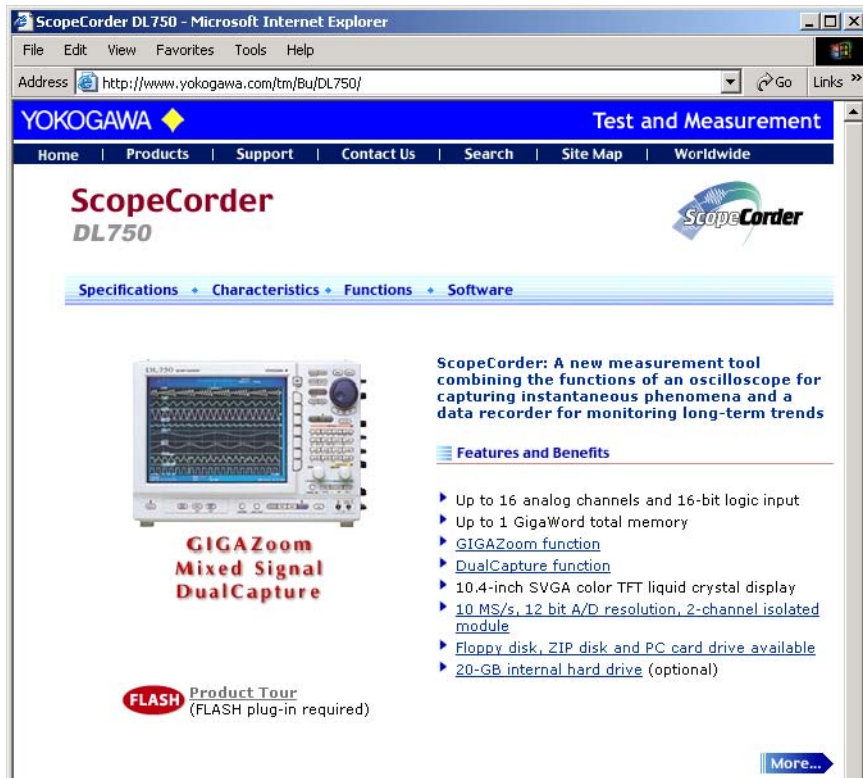 ScopeCorder DL750 - Microsoft Internet Explorer
File Edit View Favorites Tools Help
Address http://www.yokogawa.com/tm/Bu/DL750/ Go Links »
YOKOGAWA Test and Measurement
Home | Products | Support | Contact Us | Search | Site Map | Worldwide
ScopeCorder
DL750
ScopeCorder
Specifications Characteristics Functions Software
DL750
YOKOGAWA
GIGAZoom
Mixed Signal
DualCapture
FLASH Product Tour
(FLASH plug-in required)
ScopeCorder: A new measurement tool
combining the functions of an oscilloscope for
capturing instantaneous phenomena and a
data recorder for monitoring long-term trends
Features and Benefits
Up to 16 analog channels and 16-bit logic input
Up to 1 GigaWord total memory
GIGAZoom function
DualCapture function
10.4-inch SVGA color TFT liquid crystal display
10 MS/s, 12 bit A/D resolution, 2-channel isolated
module
Floppy disk, ZIP disk and PC card drive available
20-GB internal hard drive (optional)
More...